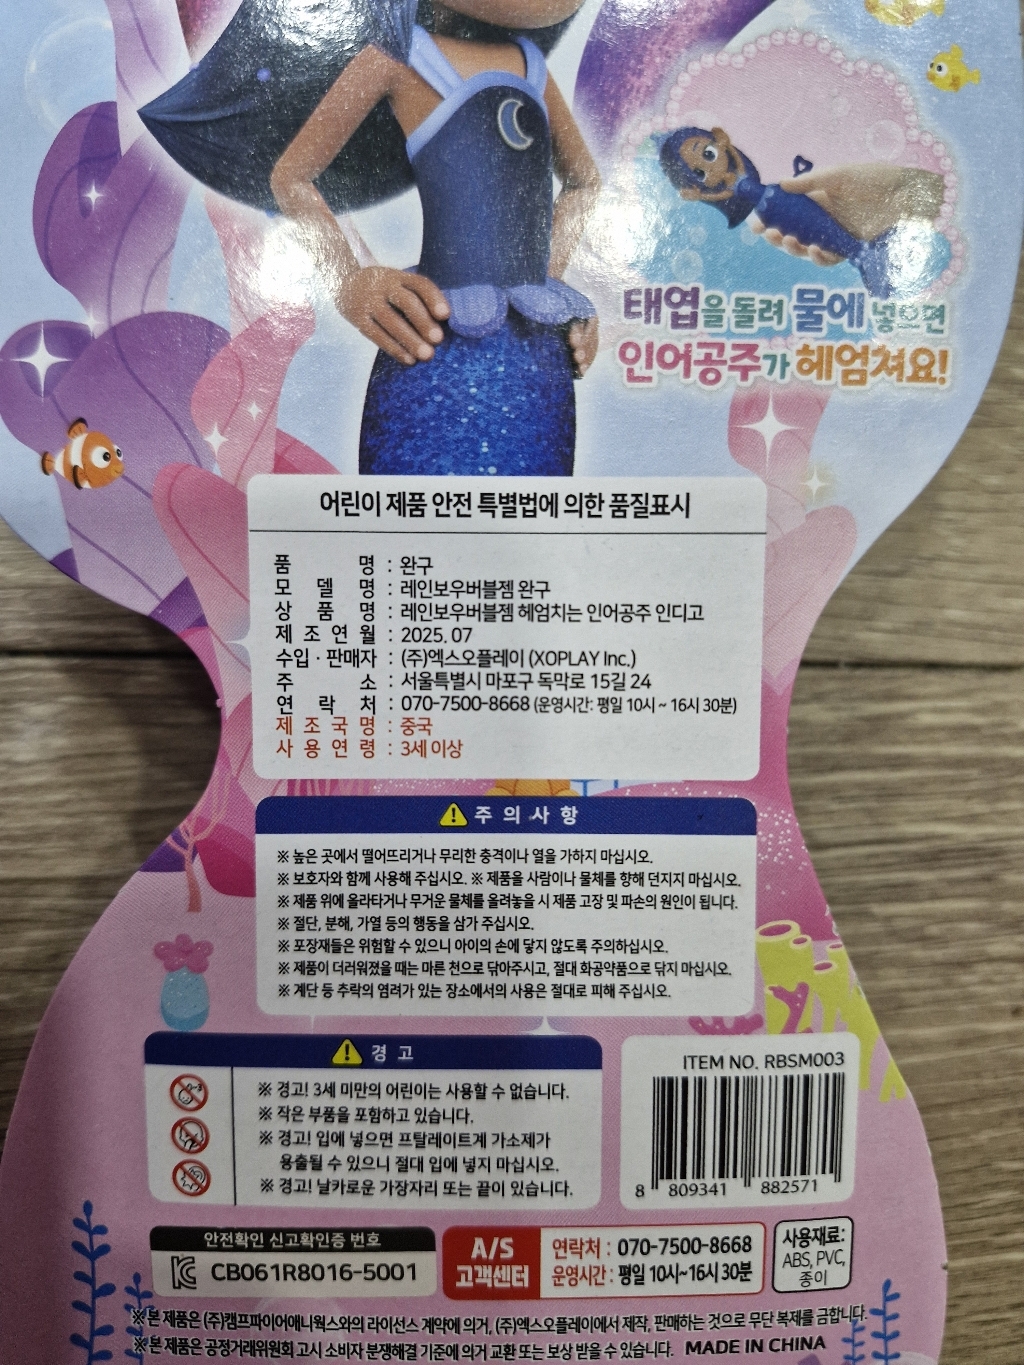 태엽을 돌려 물에 넣으면
인어공주가 헤엄쳐요!
어린이 제품 안전 특별법에 의한 품질표시
품 명 : 완구
모 델 명 : 레인보우버블젬 완구
상 품 명 : 레인보우버블젬 헤엄치는 인어공주 인디고
제 조 연 월 : 2025. 07
수입 · 판매자 : (주)엑스오플레이 (XOPLAY Inc.)
주 소 : 서울특별시 마포구 독막로 15길 24
연 락 처 : 070-7500-8668 (운영시간: 평일 10시 ~ 16시 30분)
제 조 국 명 : 중국
사 용 연 령 : 3세 이상
주 의 사 항
※ 높은 곳에서 떨어뜨리거나 무리한 충격이나 열을 가하지 마십시오.
※ 보호자와 함께 사용해 주십시오. ※ 제품을 사람이나 물체를 향해 던지지 마십시오.
※ 제품 위에 올라타거나 무거운 물체를 올려놓을 시 제품 고장 및 파손의 원인이 됩니다.
※ 절단, 분해, 가열 등의 행동을 삼가 주십시오.
※ 포장재들은 위험할 수 있으니 아이의 손에 닿지 않도록 주의하십시오.
※ 제품이 더러워졌을 때는 마른 천으로 닦아주시고, 절대 화공약품으로 닦지 마십시오.
※ 계단 등 추락의 염려가 있는 장소에서의 사용은 절대로 피해 주십시오.
경 고
0-3
※ 경고! 3세 미만의 어린이는 사용할 수 없습니다.
※ 작은 부품을 포함하고 있습니다.
※ 경고! 입에 넣으면 프탈레이트계 가소제가
용출될 수 있으니 절대 입에 넣지 마십시오.
※ 경고! 날카로운 가장자리 또는 끝이 있습니다.
ITEM NO. RBSM003
8 809341 882571
안전확인 신고확인증 번호
CB061R8016-5001
A/S
고객센터
연락처 : 070-7500-8668
운영시간 : 평일 10시~16시 30분
사용재료:
ABS, PVC,
종이
※본 제품은 (주)캠프파이어애니웍스와의 라이선스 계약에 의거, (주)엑스오플레이에서 제작, 판매하는 것으로 무단 복제를 금합니다.
※본 제품은 공정거래위원회 고시 소비자 분쟁해결 기준에 의거 교환 또는 보상 받을 수 있습니다. MADE IN CHINA